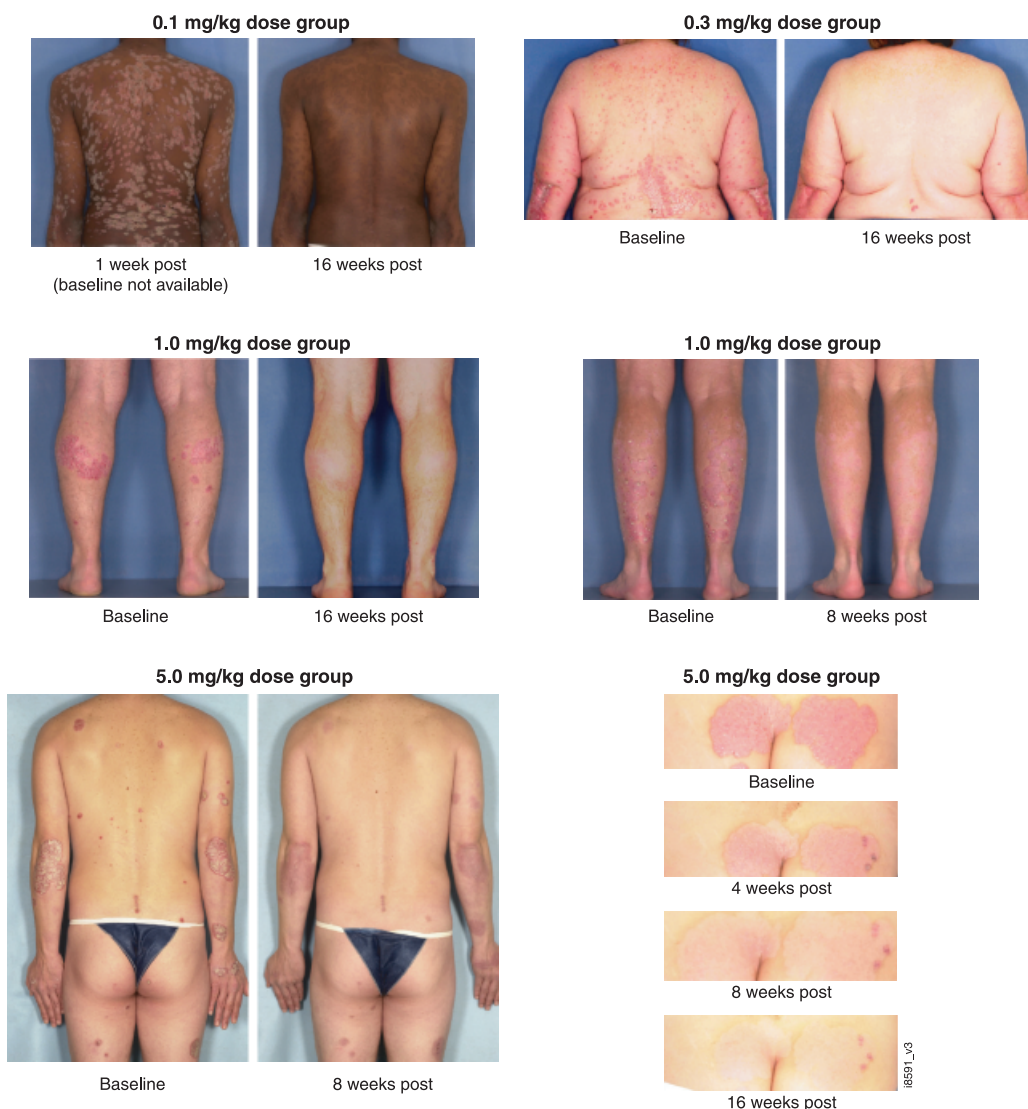 0.1 mg/kg dose group
1 week post
(baseline not available)
16 weeks post
0.3 mg/kg dose group
Baseline
16 weeks post
1.0 mg/kg dose group
Baseline
16 weeks post
1.0 mg/kg dose group
Baseline
8 weeks post
5.0 mg/kg dose group
Baseline
8 weeks post
5.0 mg/kg dose group
Baseline
4 weeks post
8 weeks post
16 weeks post
i8591_v3